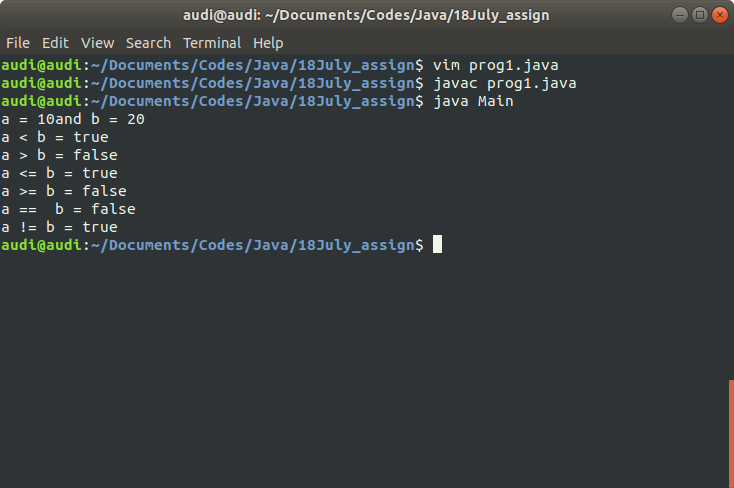 audi@audi: ~/Documents/Codes/Java/18July_assign
File Edit View Search Terminal Help
audi@audi:~/Documents/Codes/Java/18July_assign$ vim prog1.java
audi@audi:~/Documents/Codes/Java/18July_assign$ javac prog1.java
audi@audi:~/Documents/Codes/Java/18July_assign$ java Main
a = 10and b = 20
a < b = true
a > b = false
a <= b = true
a >= b = false
a ==  b = false
a != b = true
audi@audi:~/Documents/Codes/Java/18July_assign$